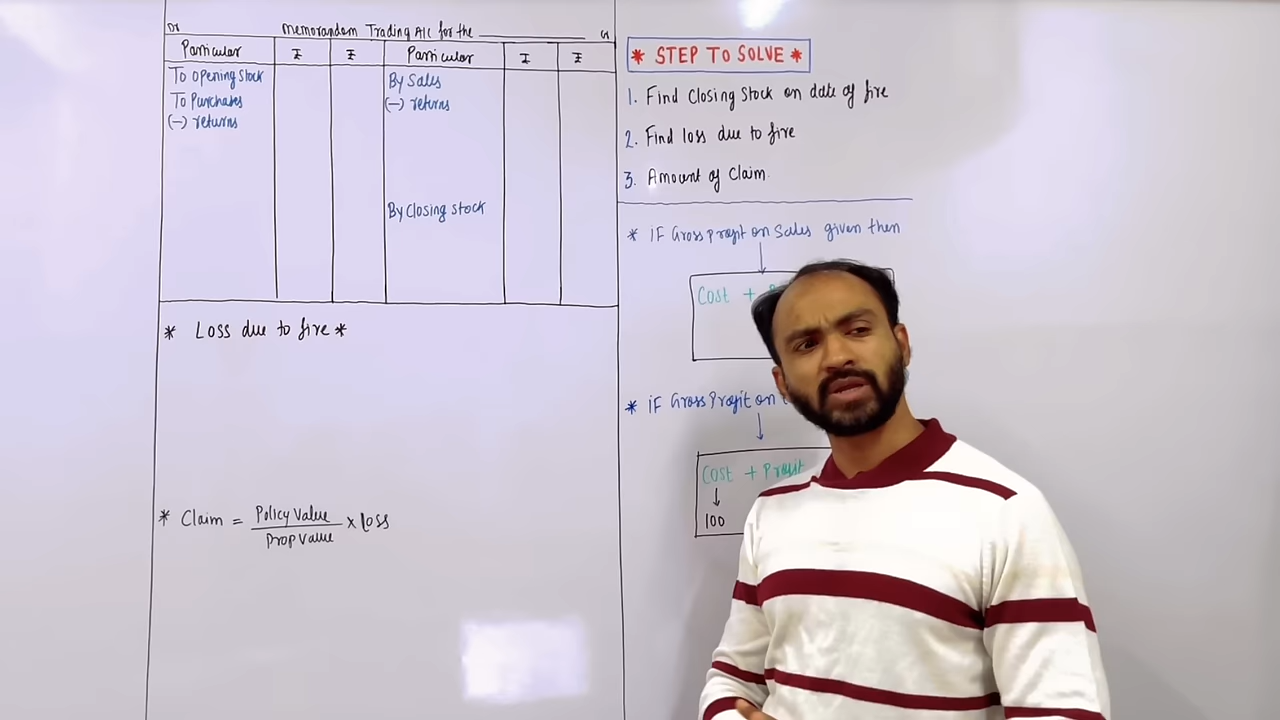 Dr Memorandam Trading A/C for the ________ Cr
Particular ₹ ₹ Particular ₹ ₹
To opening stock
To Purchates
(-) returns
By Sales
(-) returns
By Closing stock
* Loss due to fire *
* Claim = Policy Value / Prop Value × Loss
* STEP TO SOLVE *
1. Find Closing Stock on date of fire
2. Find loss due to fire
3. Amount of Claim.
* IF Gross Profit on Sales given then
Cost +
* IF Gross Profit on
Cost + Profit
100